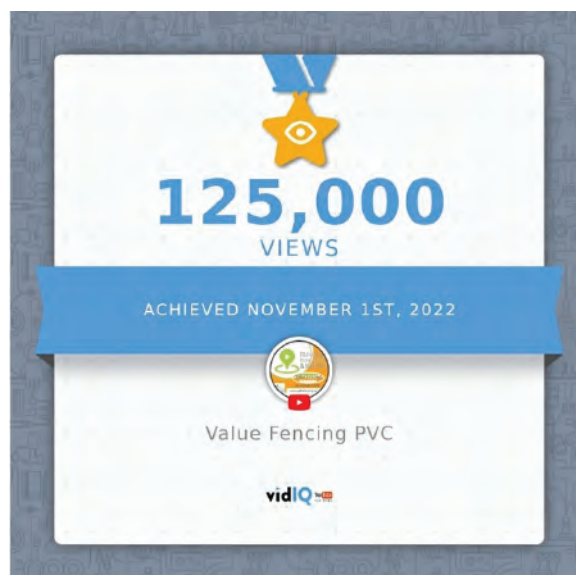 125,000
VIEWS
ACHIEVED NOVEMBER 1ST, 2022
Value Fencing PVC
vidIQ